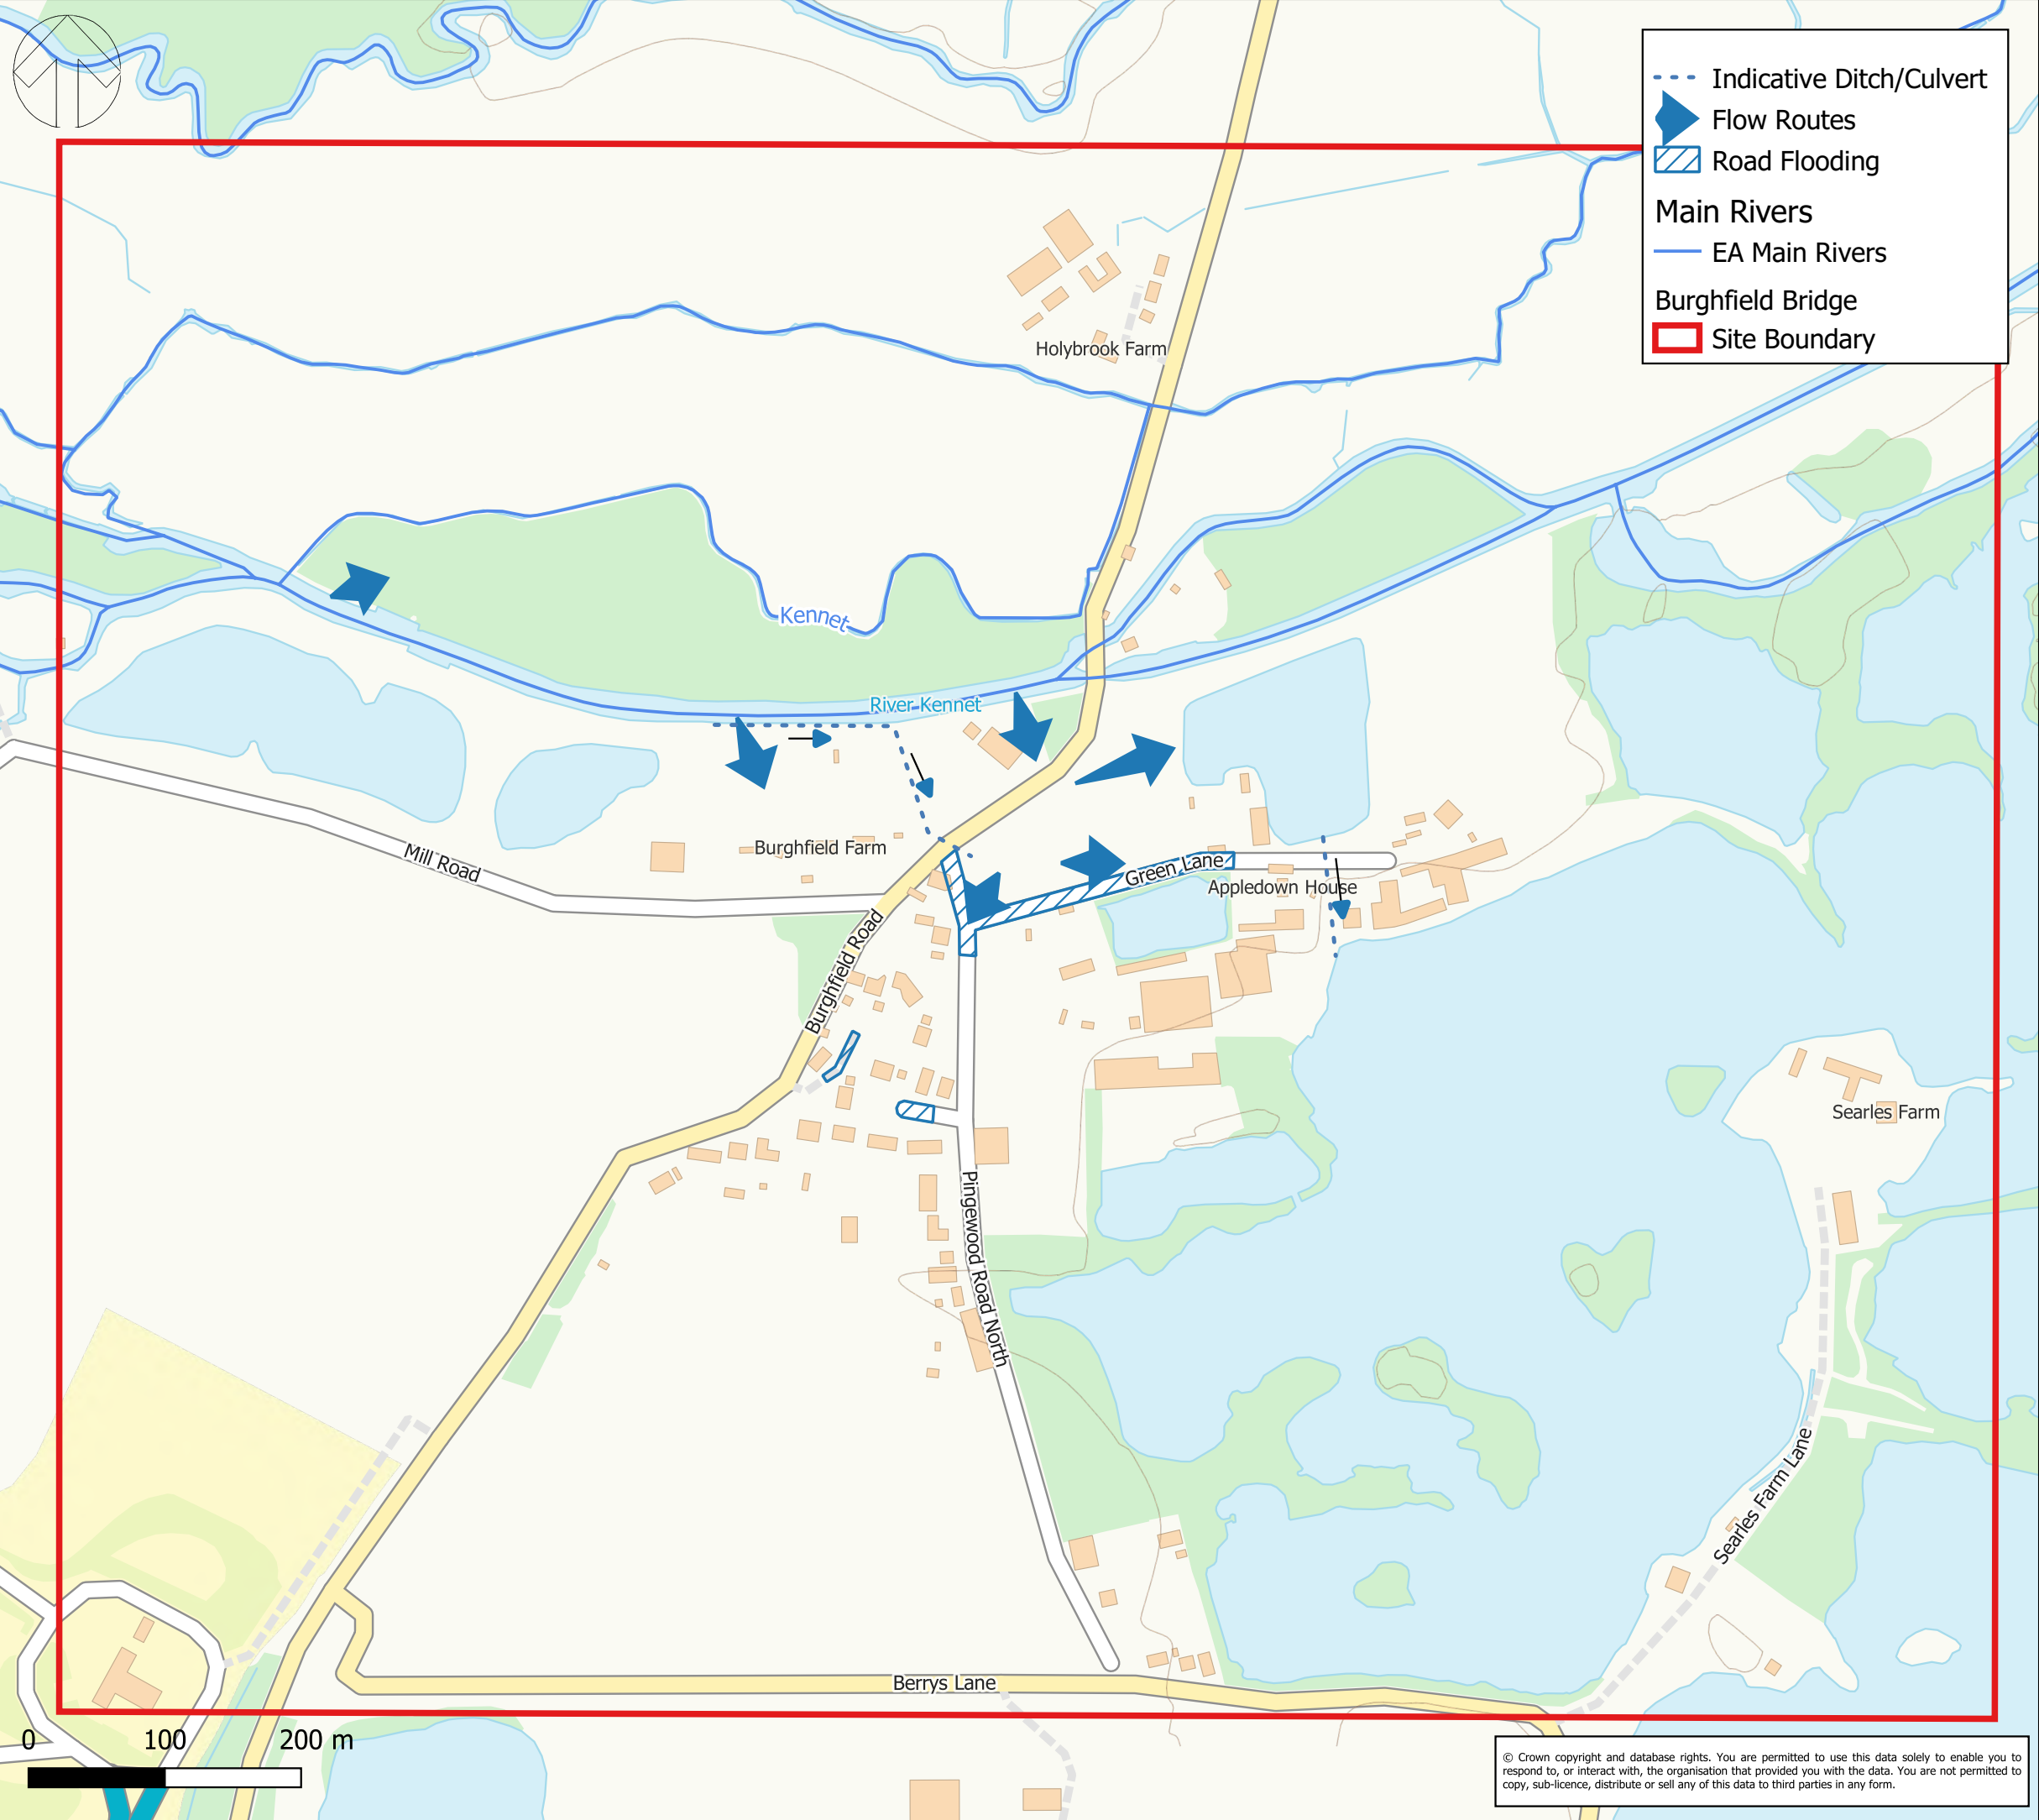 Indicative Ditch/Culvert
Flow Routes
Road Flooding
Main Rivers
EA Main Rivers
Burghfield Bridge
Site Boundary
Holybrook Farm
Kennet
River Kennet
Mill Road
Burghfield Farm
Green Lane
Appledown House
Burghfield Road
Searles Farm
Pingewood Road North
Searles Farm Lane
Berrys Lane
0 100 200 m
© Crown copyright and database rights. You are permitted to use this data solely to enable you to
respond to, or interact with, the organisation that provided you with the data. You are not permitted to
copy, sub-licence, distribute or sell any of this data to third parties in any form.